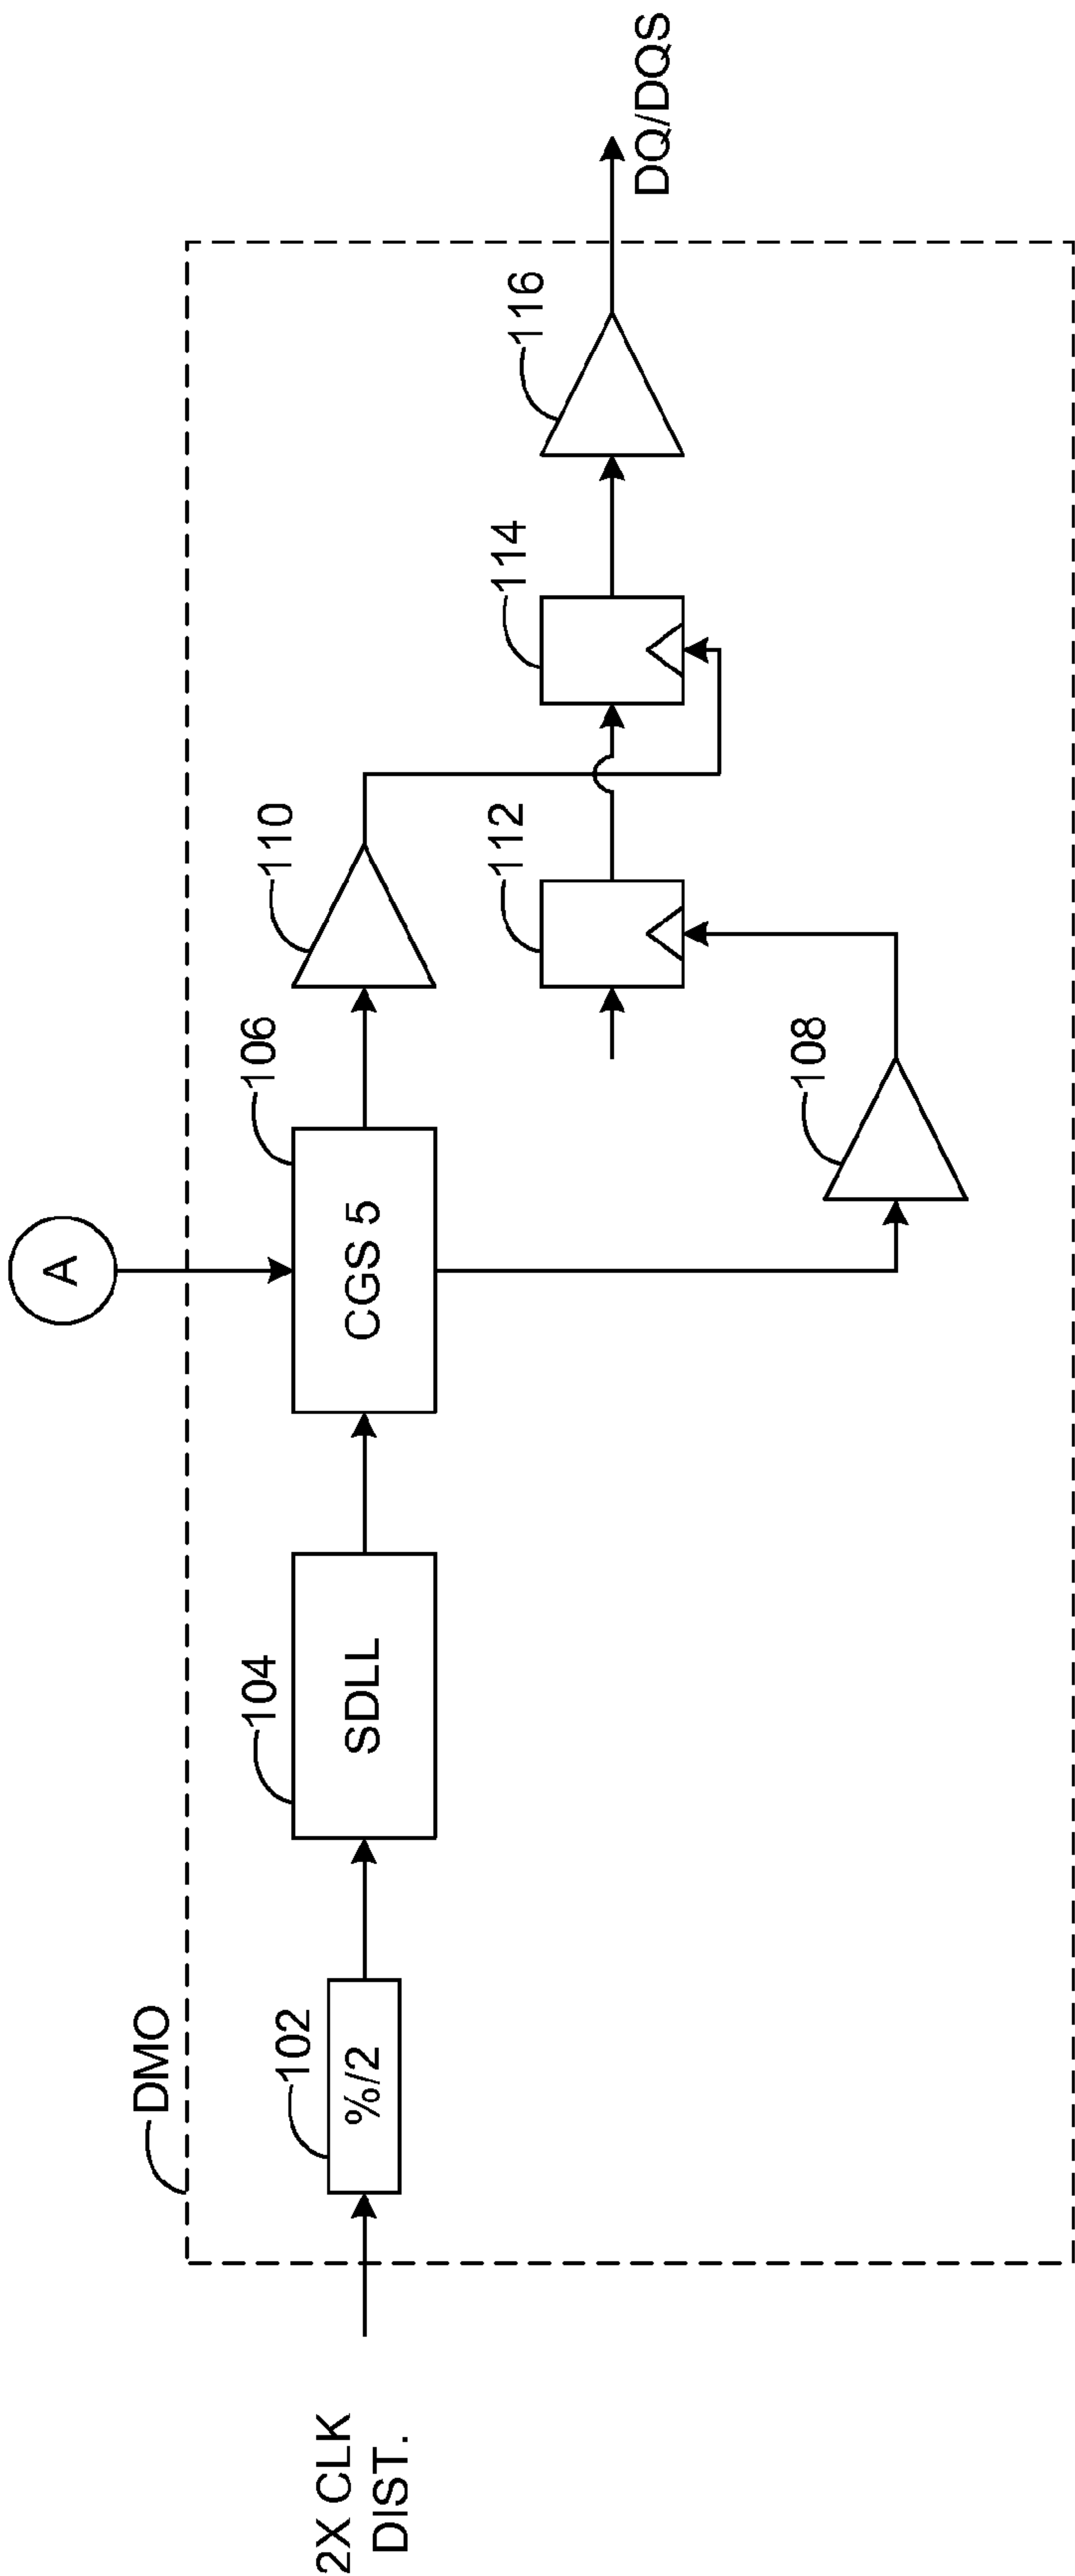 DMO
2X CLK
DIST.
102
%/2
104
SDLL
A
106
CGS 5
108
110
112
114
116
DQ/DQS